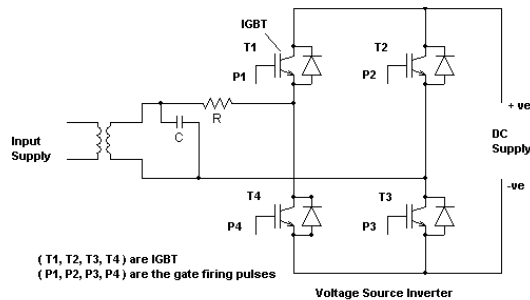 IGBT
T1
T2
P1
P2
+ ve
R
C
Input
Supply
DC
Supply
-ve
T4
T3
P4
P3
( T1, T2, T3, T4 ) are IGBT
( P1, P2, P3, P4 ) are the gate firing pulses
Voltage Source Inverter